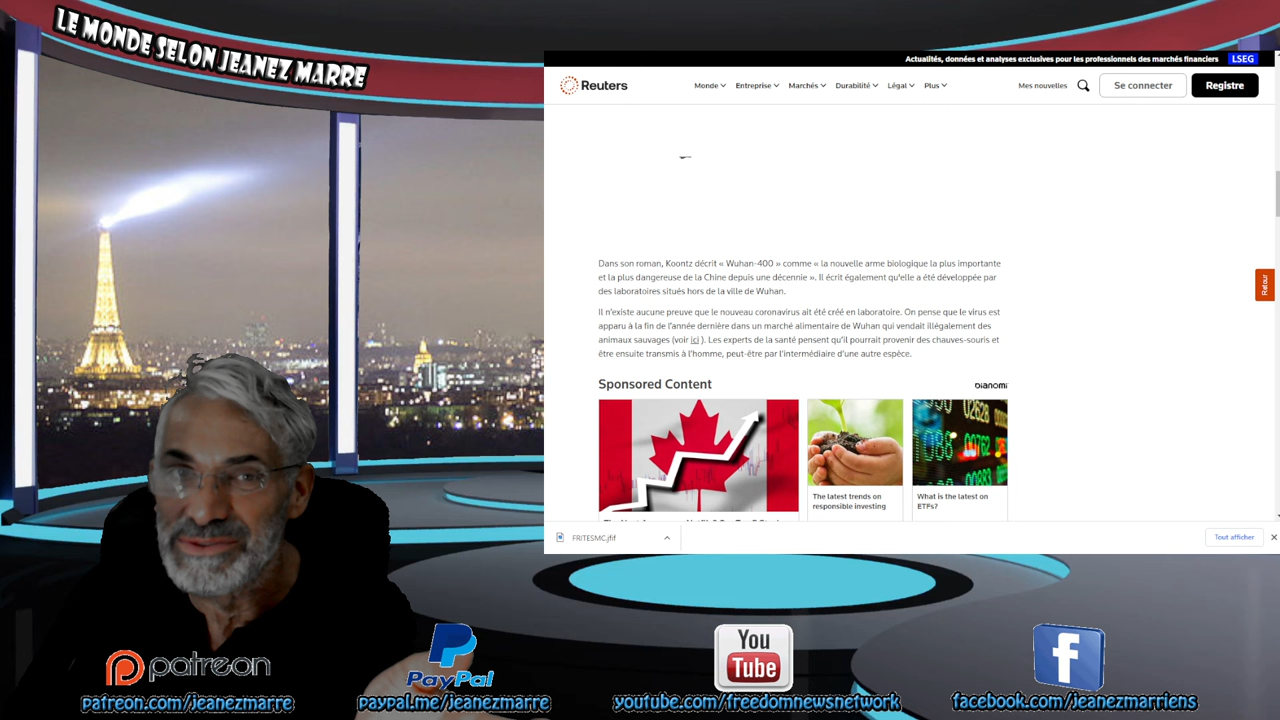 LE MONDE SELON JEANEZ MARRE
Actualités, données et analyses exclusives pour les professionnels des marchés financiers LSEG
Reuters
Monde Entreprise Marchés Durabilité Légal Plus
Mes nouvelles
Se connecter
Registre
Dans son roman, Koontz décrit « Wuhan-400 » comme « la nouvelle arme biologique la plus importante
et la plus dangereuse de la Chine depuis une décennie ». Il écrit également qu'elle a été développée par
des laboratoires situés hors de la ville de Wuhan.
Il n'existe aucune preuve que le nouveau coronavirus ait été créé en laboratoire. On pense que le virus est
apparu à la fin de l'année dernière dans un marché alimentaire de Wuhan qui vendait illégalement des
animaux sauvages (voir ici ). Les experts de la santé pensent qu'il pourrait provenir des chauves-souris et
être ensuite transmis à l'homme, peut-être par l'intermédiaire d'une autre espèce.
Retour
Sponsored Content
bianomi
The latest trends on
responsible investing
What is the latest on
ETFs?
FRITESMC.jfif
Tout afficher
patreon
patreon.com/jeanezmarre
PayPal
paypal.me/jeanezmarre
You
Tube
youtube.com/freedomnewsnetwork
f
facebook.com/jeanezmarriens